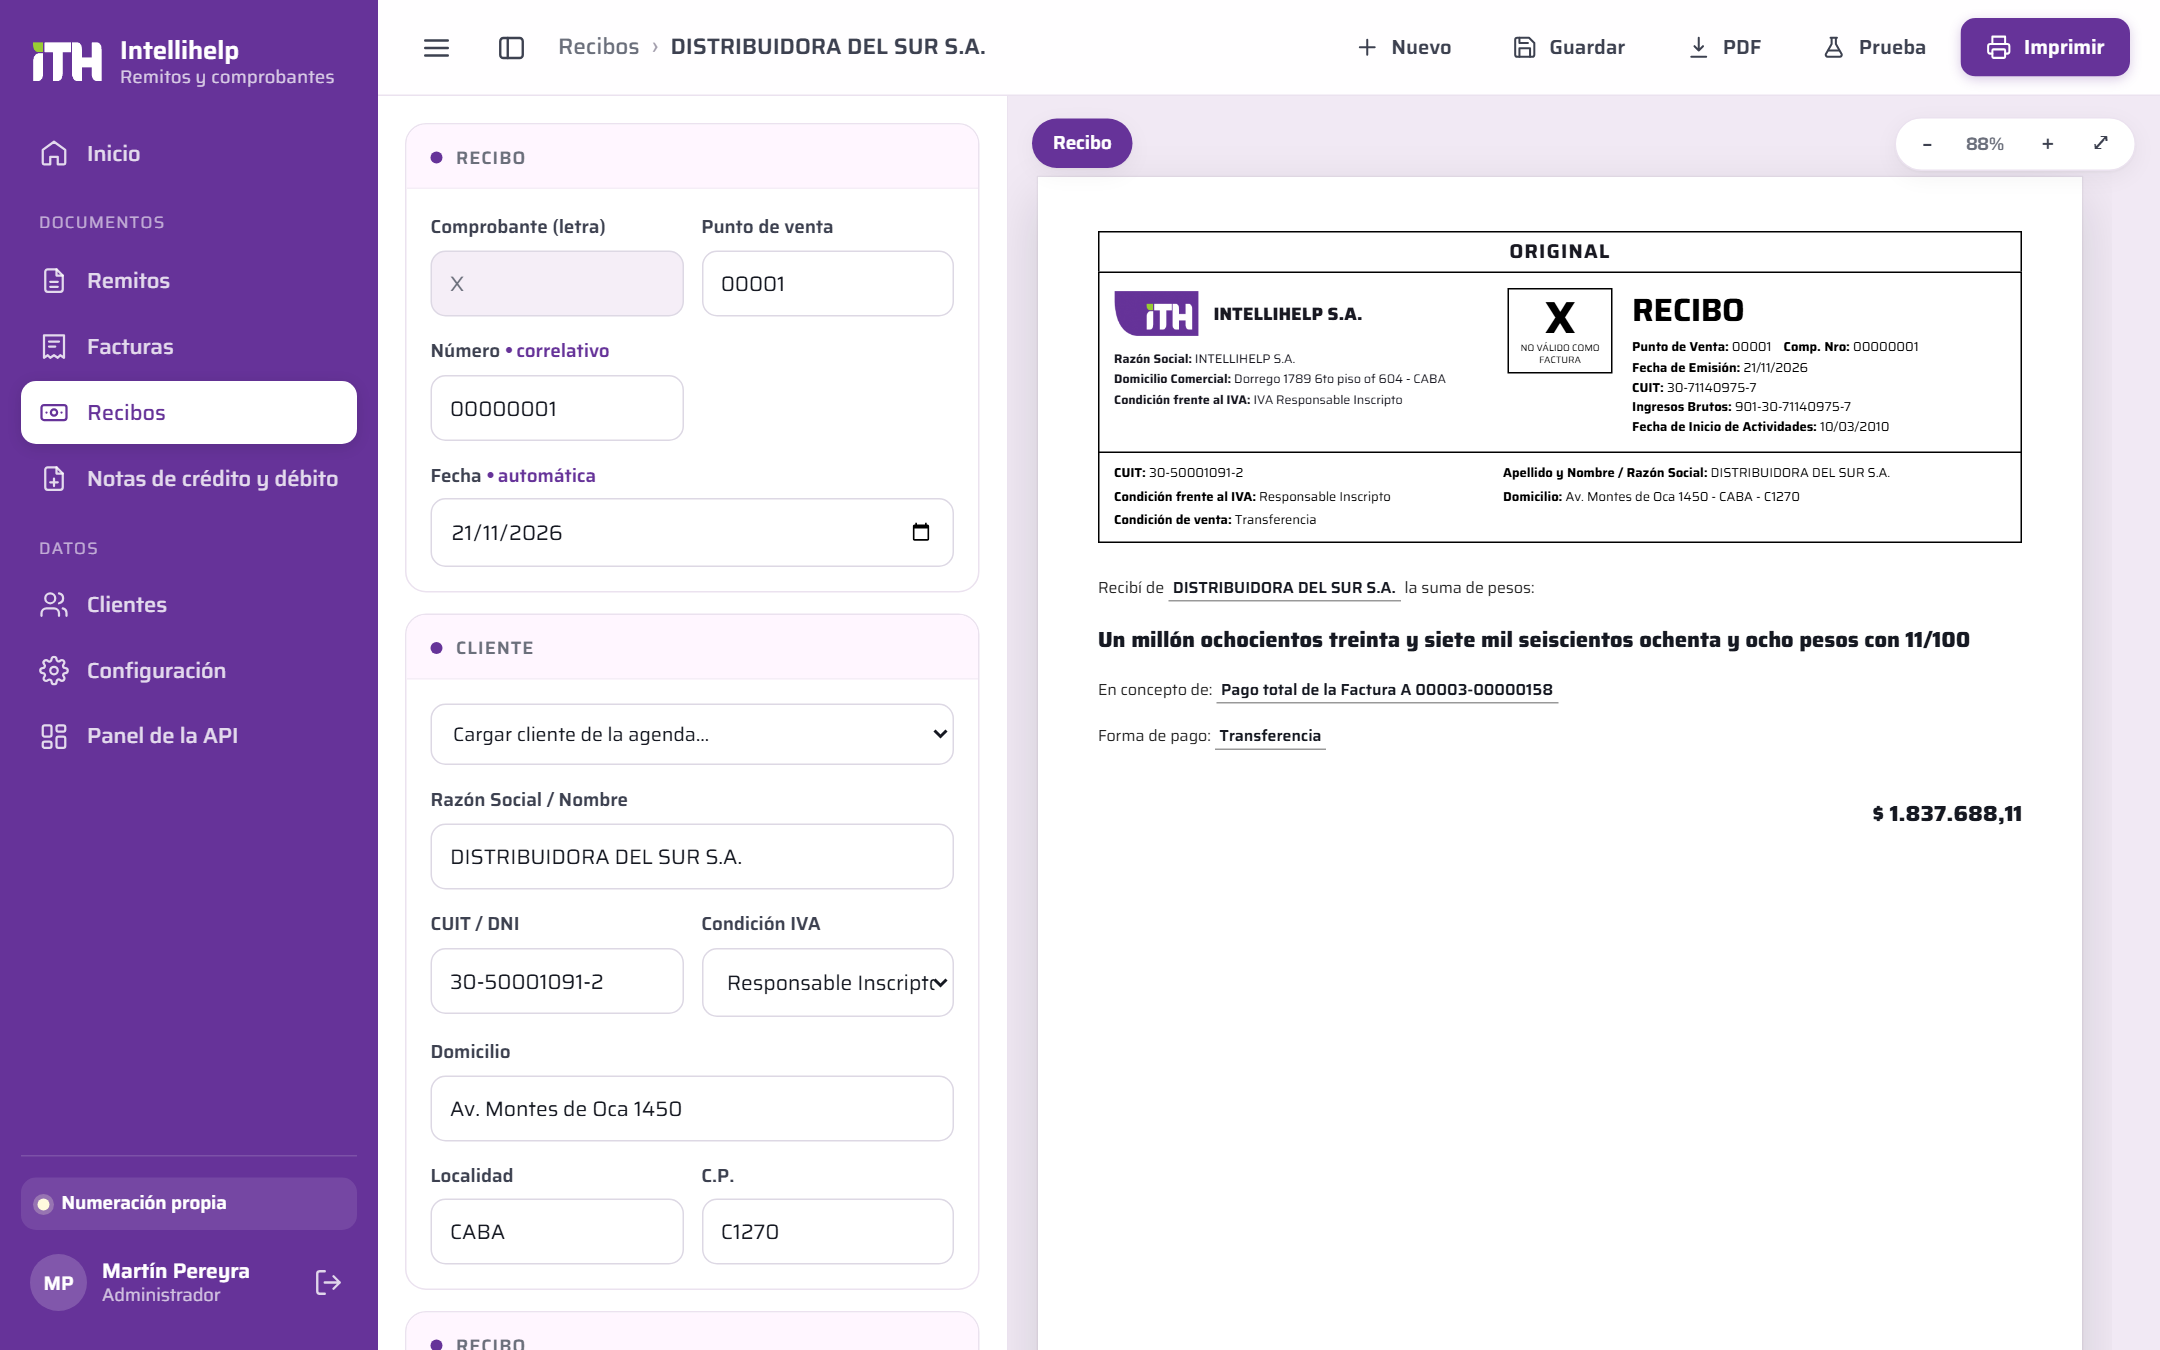 iTH Intellihelp
Remitos y comprobantes
Inicio
DOCUMENTOS
Remitos
Facturas
Recibos
Notas de crédito y débito
DATOS
Clientes
Configuración
Panel de la API
Numeración propia
MP Martín Pereyra
Administrador
Recibos › DISTRIBUIDORA DEL SUR S.A.
Nuevo Guardar PDF Prueba Imprimir
RECIBO
Comprobante (letra) Punto de venta
X 00001
Número • correlativo
00000001
Fecha • automática
21/11/2026
CLIENTE
Cargar cliente de la agenda...
Razón Social / Nombre
DISTRIBUIDORA DEL SUR S.A.
CUIT / DNI Condición IVA
30-50001091-2 Responsable Inscripto
Domicilio
Av. Montes de Oca 1450
Localidad C.P.
CABA C1270
RECIBO
Recibo
- 88% +
ORIGINAL
iTH INTELLIHELP S.A.
Razón Social: INTELLIHELP S.A.
Domicilio Comercial: Dorrego 1789 6to piso of 604 - CABA
Condición frente al IVA: IVA Responsable Inscripto
X
NO VÁLIDO COMO
FACTURA
RECIBO
Punto de Venta: 00001 Comp. Nro: 00000001
Fecha de Emisión: 21/11/2026
CUIT: 30-71140975-7
Ingresos Brutos: 901-30-71140975-7
Fecha de Inicio de Actividades: 10/03/2010
CUIT: 30-50001091-2
Condición frente al IVA: Responsable Inscripto
Condición de venta: Transferencia
Apellido y Nombre / Razón Social: DISTRIBUIDORA DEL SUR S.A.
Domicilio: Av. Montes de Oca 1450 - CABA - C1270
Recibí de DISTRIBUIDORA DEL SUR S.A. la suma de pesos:
Un millón ochocientos treinta y siete mil seiscientos ochenta y ocho pesos con 11/100
En concepto de: Pago total de la Factura A 00003-00000158
Forma de pago: Transferencia
$ 1.837.688,11